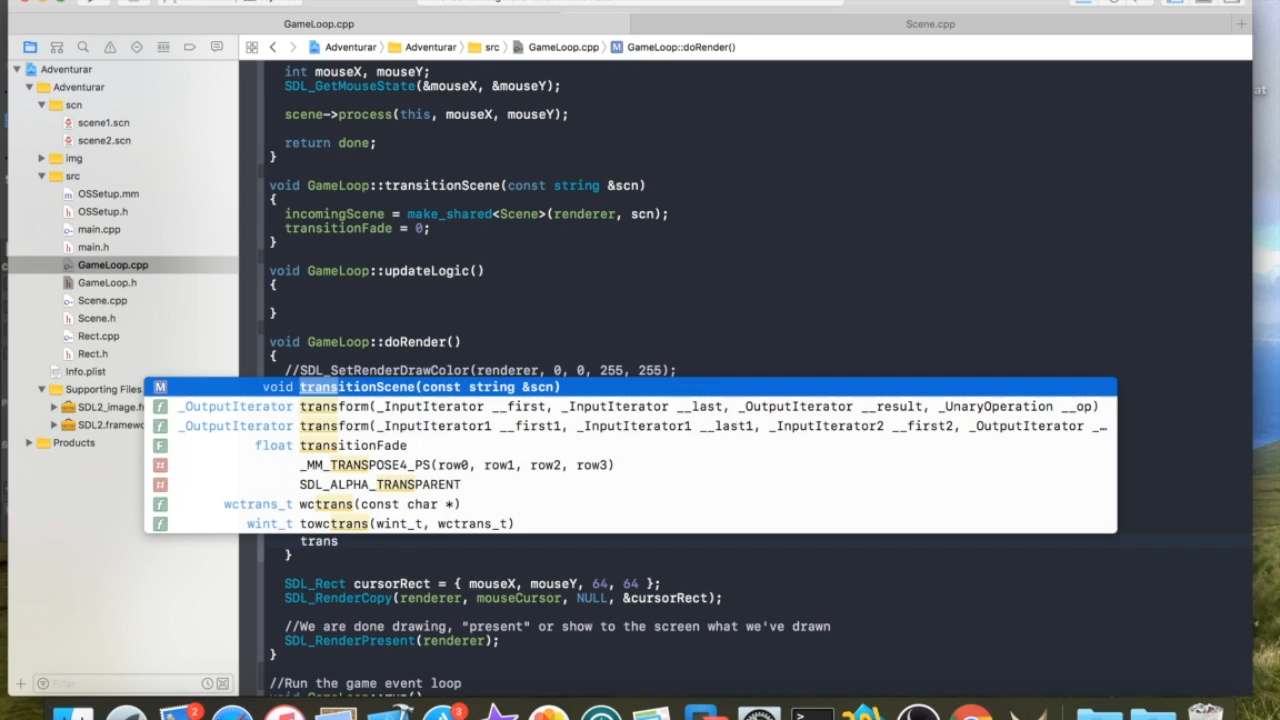 GameLoop.cpp
Scene.cpp
Adventurar
Adventurar
src
GameLoop.cpp
GameLoop::doRender()
Adventurar
Adventurar
scn
scene1.scn
scene2.scn
img
src
OSSetup.mm
OSSetup.h
main.cpp
main.h
GameLoop.cpp
GameLoop.h
Scene.cpp
Scene.h
Rect.cpp
Rect.h
Info.plist
Supporting Files
SDL2_image.fr
SDL2.framewo
Products
Filter
int mouseX, mouseY;
SDL_GetMouseState(&mouseX, &mouseY);
scene->process(this, mouseX, mouseY);
return done;
}
void GameLoop::transitionScene(const string &scn)
{
incomingScene = make_shared<Scene>(renderer, scn);
transitionFade = 0;
}
void GameLoop::updateLogic()
{
}
void GameLoop::doRender()
{
//SDL_SetRenderDrawColor(renderer, 0, 0, 255, 255);
M void transitionScene(const string &scn)
f _OutputIterator transform(_InputIterator __first, _InputIterator __last, _OutputIterator __result, _UnaryOperation __op)
f _OutputIterator transform(_InputIterator1 __first1, _InputIterator1 __last1, _InputIterator2 __first2, _OutputIterator _…
F float transitionFade
# _MM_TRANSPOSE4_PS(row0, row1, row2, row3)
# SDL_ALPHA_TRANSPARENT
f wctrans_t wctrans(const char *)
f wint_t towctrans(wint_t, wctrans_t)
trans
}
SDL_Rect cursorRect = { mouseX, mouseY, 64, 64 };
SDL_RenderCopy(renderer, mouseCursor, NULL, &cursorRect);
//We are done drawing, "present" or show to the screen what we've drawn
SDL_RenderPresent(renderer);
}
//Run the game event loop
at
2
3